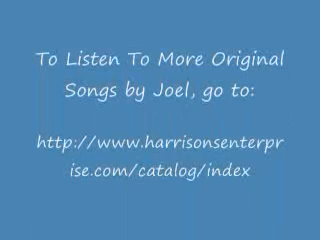 To Listen To More Original
Songs by Joel, go to:
http://www.harrisonsenterpr
ise.com/catalog/index